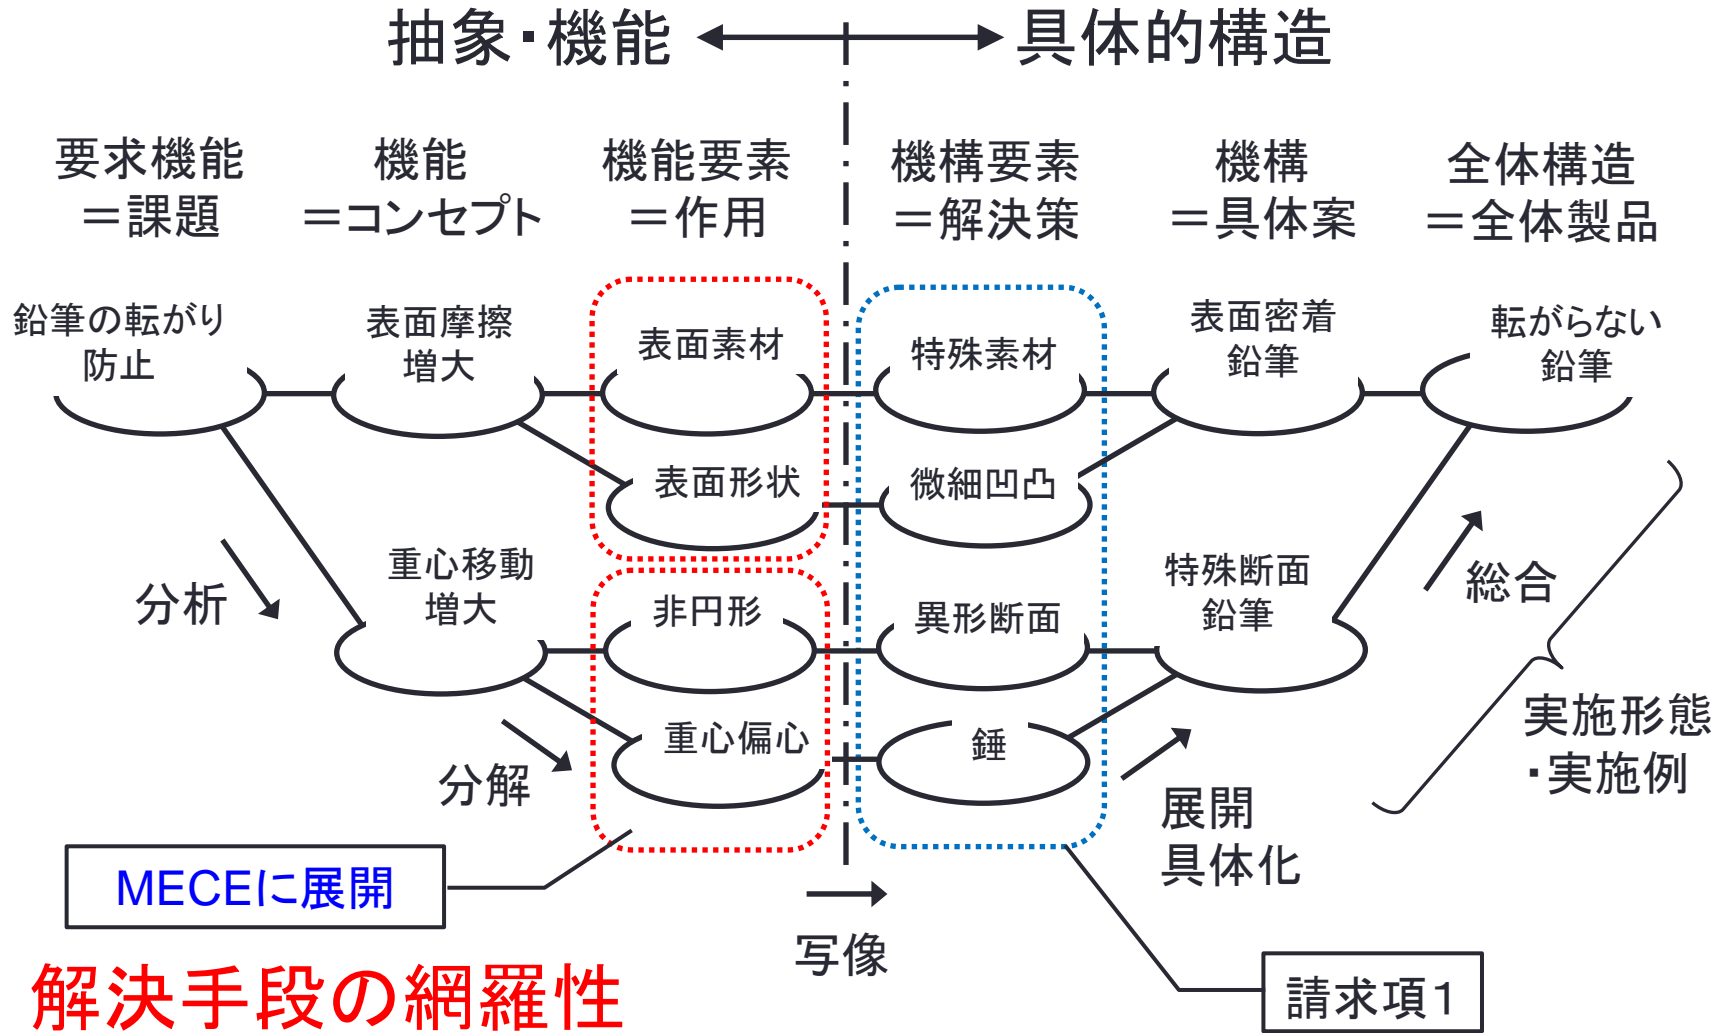 抽象・機能
具体的構造
要求機能
＝課題
機能
＝コンセプト
機能要素
＝作用
機構要素
＝解決策
機構
＝具体案
全体構造
＝全体製品
鉛筆の転がり
防止
表面摩擦
増大
表面素材
特殊素材
表面密着
鉛筆
転がらない
鉛筆
表面形状
微細凹凸
重心移動
増大
非円形
異形断面
特殊断面
鉛筆
重心偏心
錘
分析
分解
写像
展開
具体化
総合
実施形態
・実施例
MECEに展開
解決手段の網羅性
請求項１